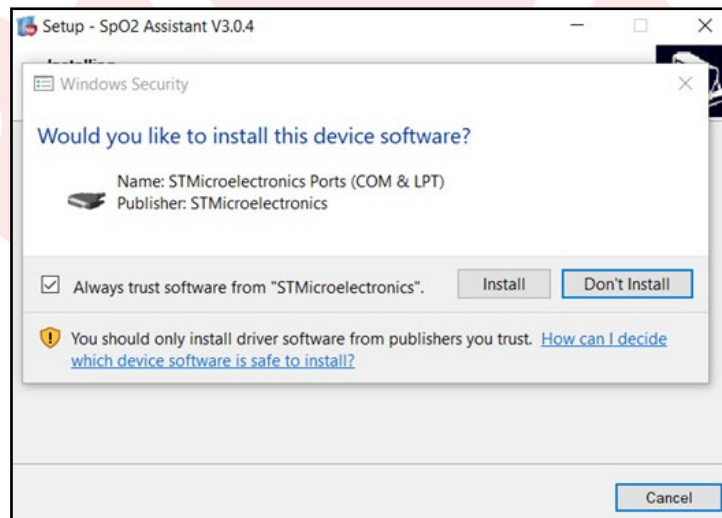 Setup - SpO2 Assistant V3.0.4
Windows Security
Would you like to install this device software?
Name: STMicroelectronics Ports (COM & LPT)
Publisher: STMicroelectronics
Always trust software from "STMicroelectronics".
Install
Don't Install
You should only install driver software from publishers you trust. How can I decide
which device software is safe to install?
Cancel